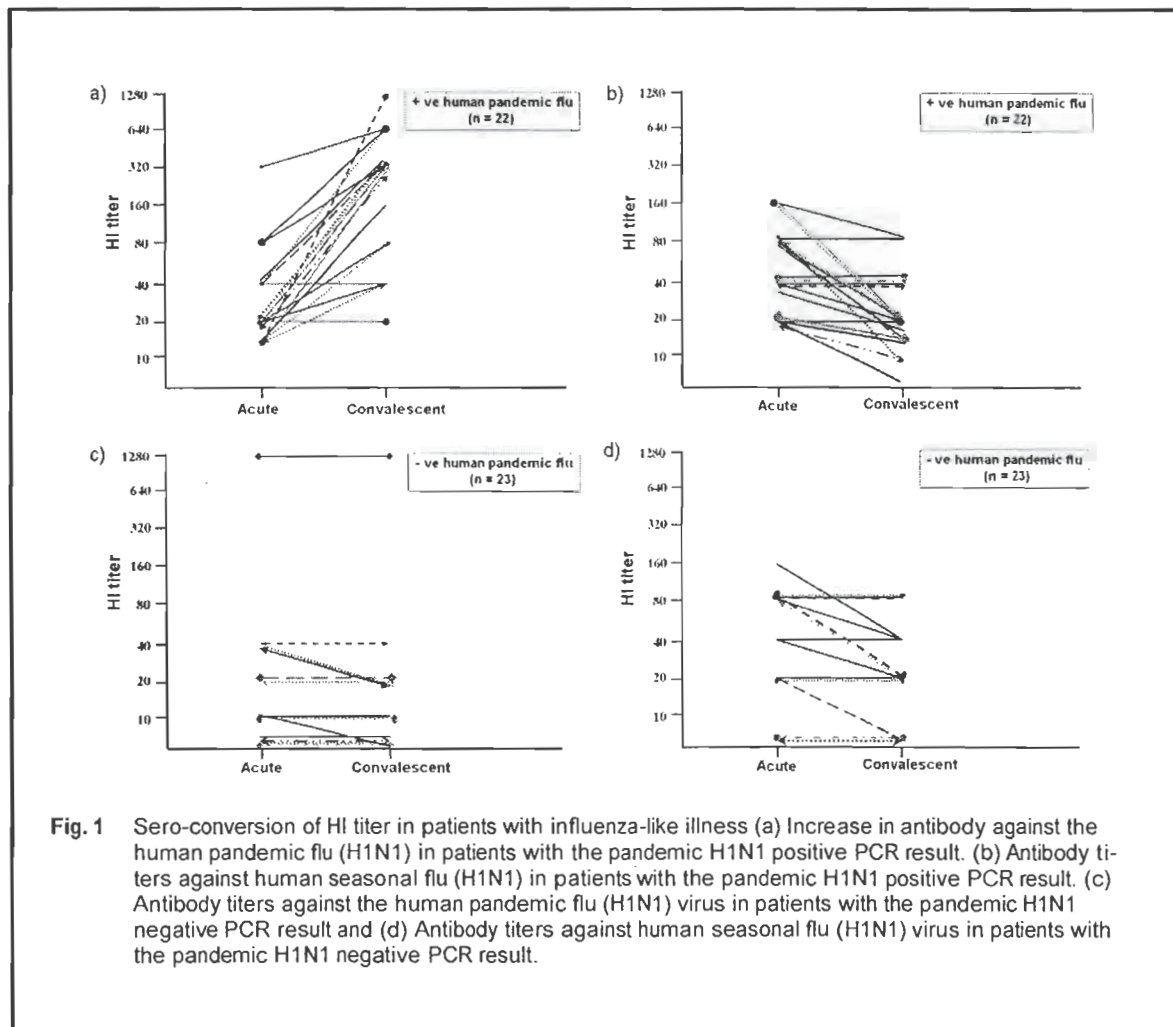 a)
1280
640
320
160
80
40
20
10
HI titer
+ ve human pandemic flu
(n = 22)
Acute Convalescent
b)
1280
640
320
160
80
40
20
10
HI titer
+ ve human pandemic flu
(n = 22)
Acute Convalescent
c)
1280
640
320
160
80
40
20
10
HI titer
- ve human pandemic flu
(n = 23)
Acute Convalescent
d)
1280
640
320
160
80
40
20
10
HI titer
- ve human pandemic flu
(n = 23)
Acute Convalescent
Fig. 1 Sero-conversion of HI titer in patients with influenza-like illness (a) Increase in antibody against the
human pandemic flu (H1N1) in patients with the pandemic H1N1 positive PCR result. (b) Antibody ti-
ters against human seasonal flu (H1N1) in patients with the pandemic H1N1 positive PCR result. (c)
Antibody titers against the human pandemic flu (H1N1) virus in patients with the pandemic H1N1
negative PCR result and (d) Antibody titers against human seasonal flu (H1N1) virus in patients with
the pandemic H1N1 negative PCR result.